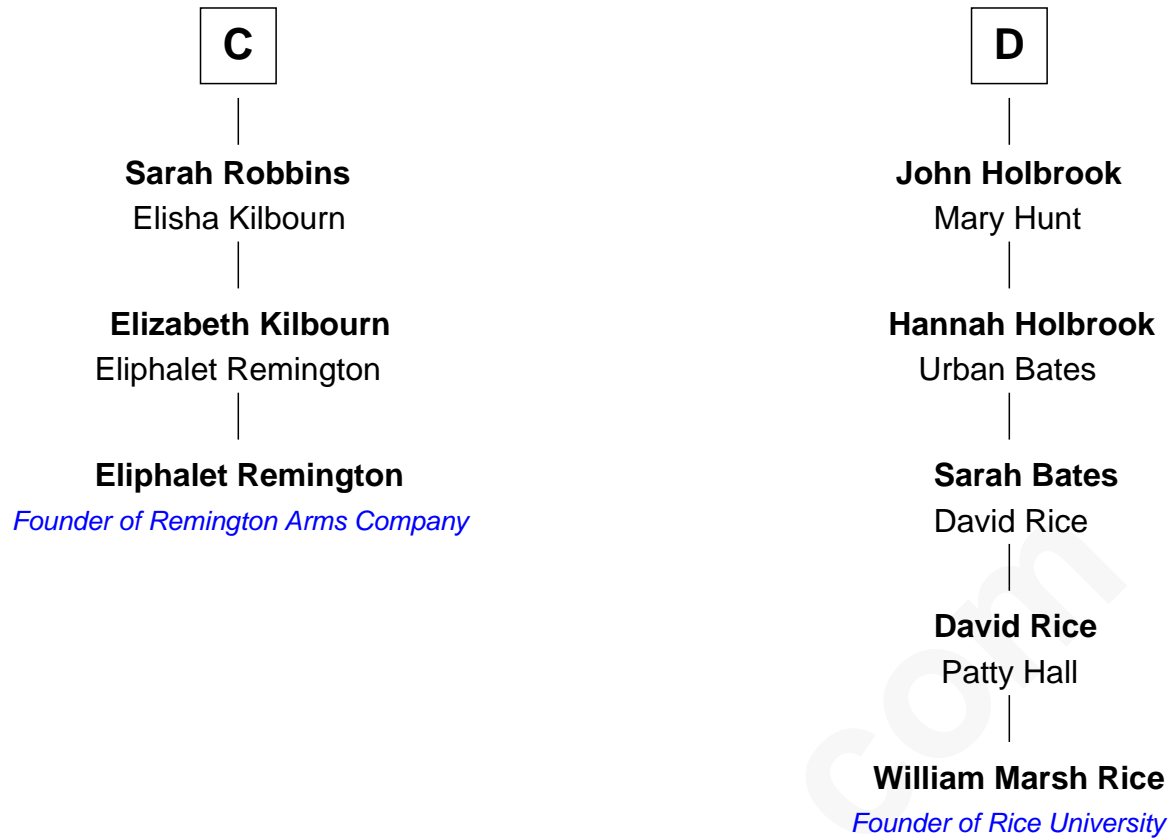 C
Sarah Robbins
Elisha Kilbourn
Elizabeth Kilbourn
Eliphalet Remington
Eliphalet Remington
Founder of Remington Arms Company
D
John Holbrook
Mary Hunt
Hannah Holbrook
Urban Bates
Sarah Bates
David Rice
David Rice
Patty Hall
William Marsh Rice
Founder of Rice University
com